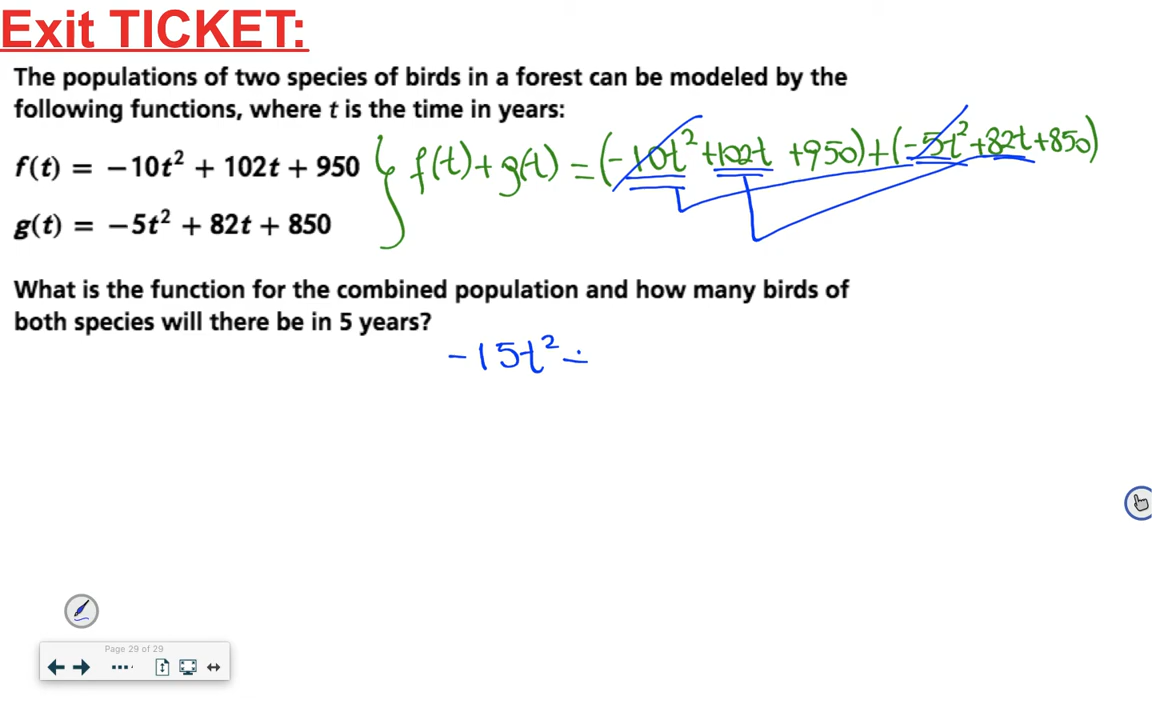 Exit TICKET:
The populations of two species of birds in a forest can be modeled by the
following functions, where t is the time in years:
f(t) = −10t² + 102t + 950
f(t) + g(t) = (-10t² +102t +950) + (-5t² +82t +850)
g(t) = −5t² + 82t + 850
What is the function for the combined population and how many birds of
both species will there be in 5 years?
-15t²
Page 29 of 29